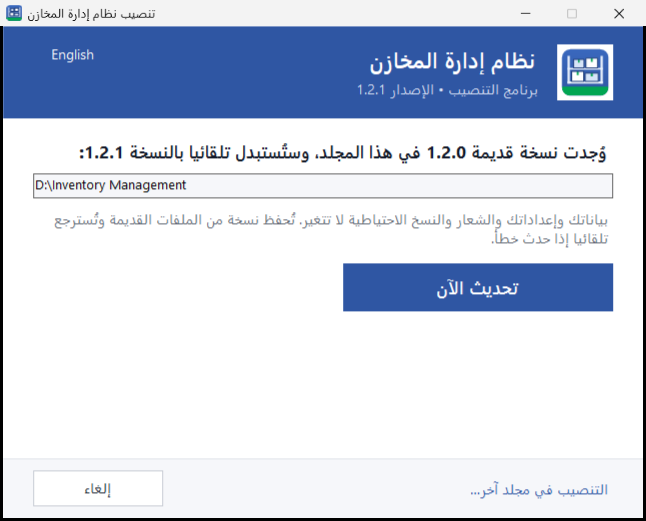 تنصيب نظام إدارة المخازن
English
نظام إدارة المخازن
برنامج التنصيب • الإصدار 1.2.1
وُجدت نسخة قديمة 1.2.0 في هذا المجلد، وستُستبدل تلقائيا بالنسخة 1.2.1:
D:\Inventory Management
بياناتك وإعداداتك والشعار والنسخ الاحتياطية لا تتغير. تُحفظ نسخة من الملفات القديمة وتُسترجع
تلقائيا إذا حدث خطأ.
تحديث الآن
التنصيب في مجلد آخر...
إلغاء